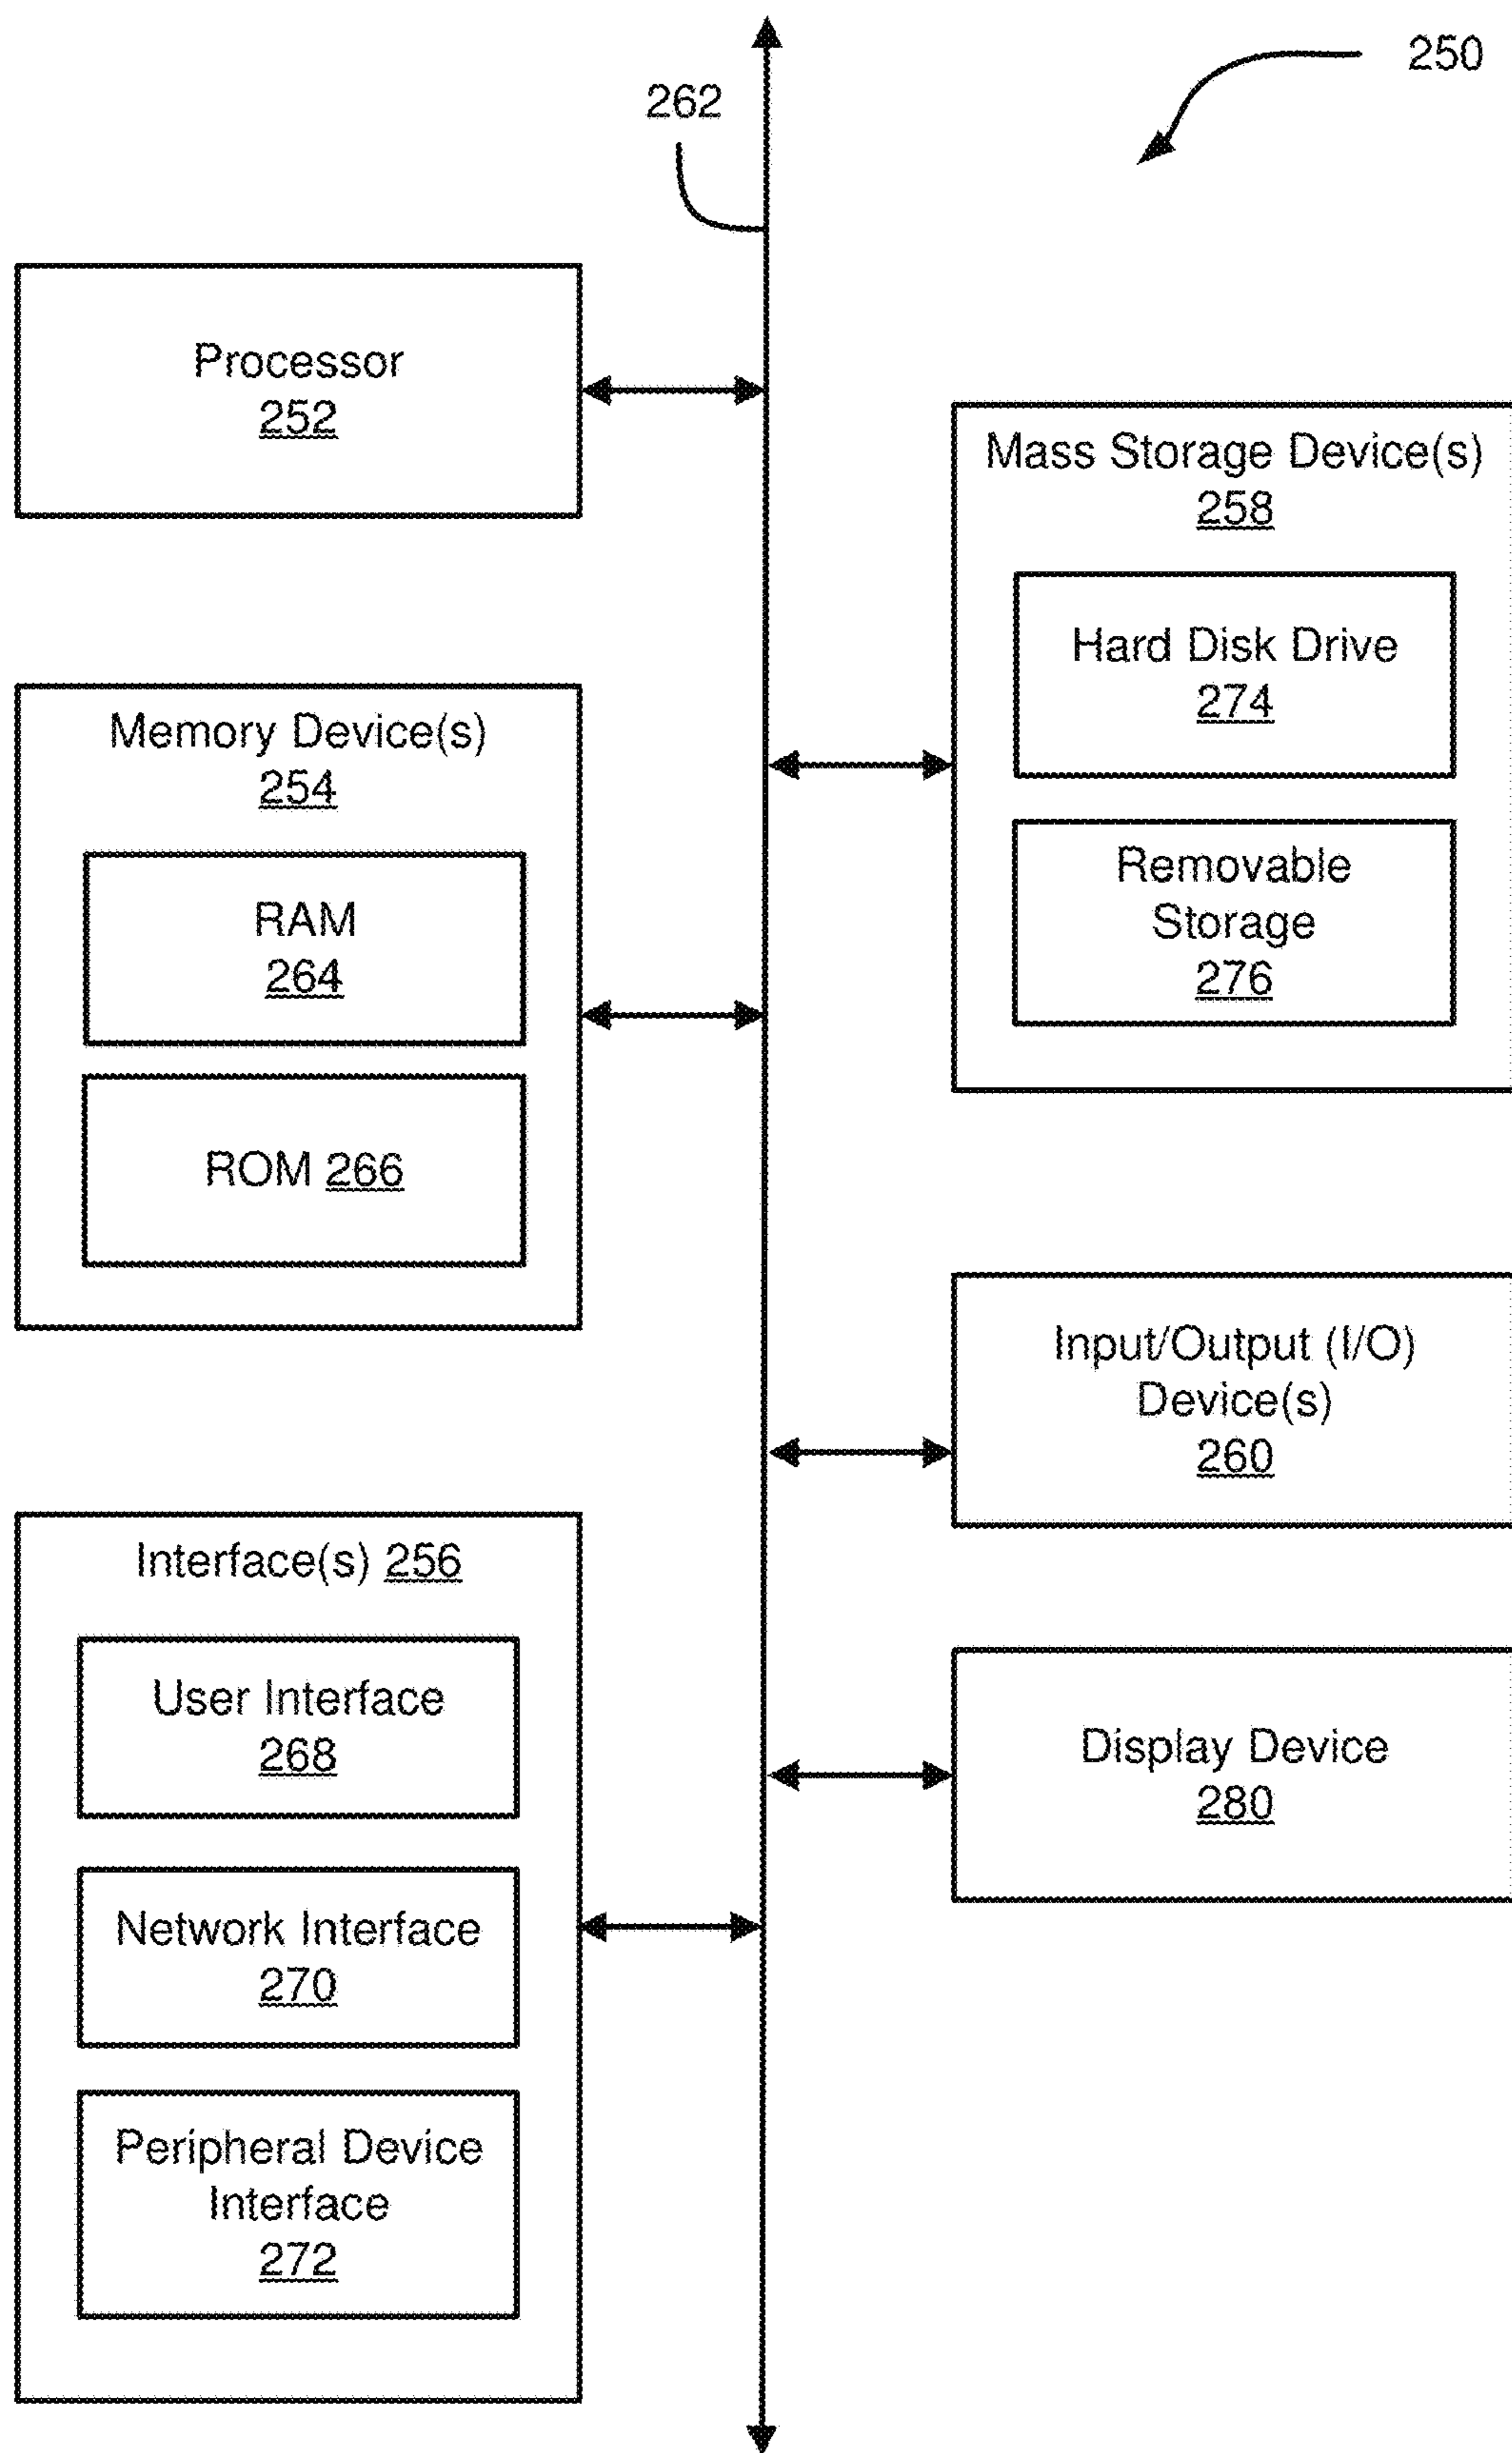 250
262
Processor
252
Mass Storage Device(s)
258
Hard Disk Drive
274
Removable
Storage
276
Memory Device(s)
254
RAM
264
ROM 266
Input/Output (I/O)
Device(s)
260
Interface(s) 256
User Interface
268
Network Interface
270
Peripheral Device
Interface
272
Display Device
280